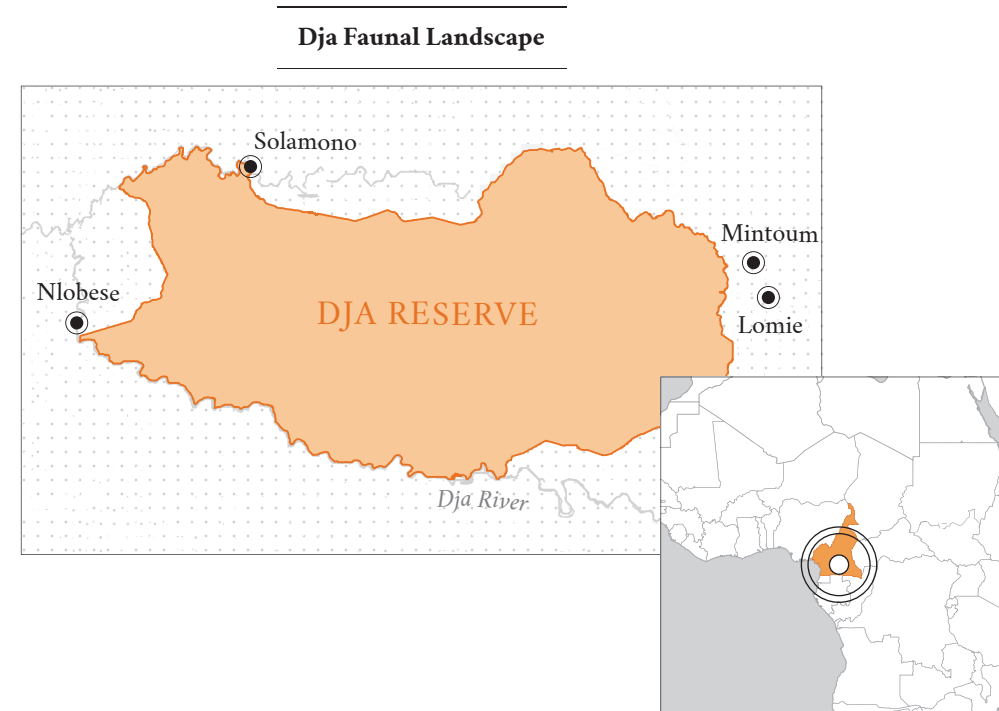 Dja Faunal Landscape
Solamono
Mintoum
Nlobese
DJA RESERVE
Lomie
Dja River